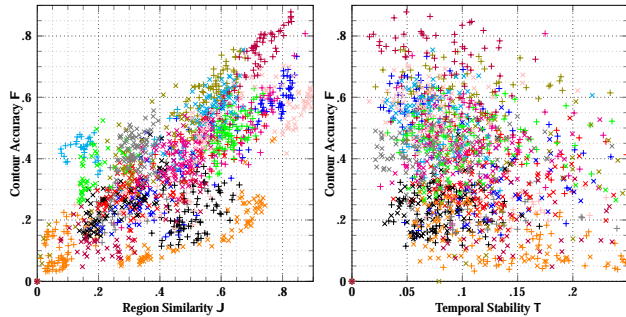 .8
.6
.4
.2
0
0 .2 .4 .6 .8
Contour Accuracy F
Region Similarity J
.8
.6
.4
.2
0
0 .05 .1 .15 .2
Contour Accuracy F
Temporal Stability T